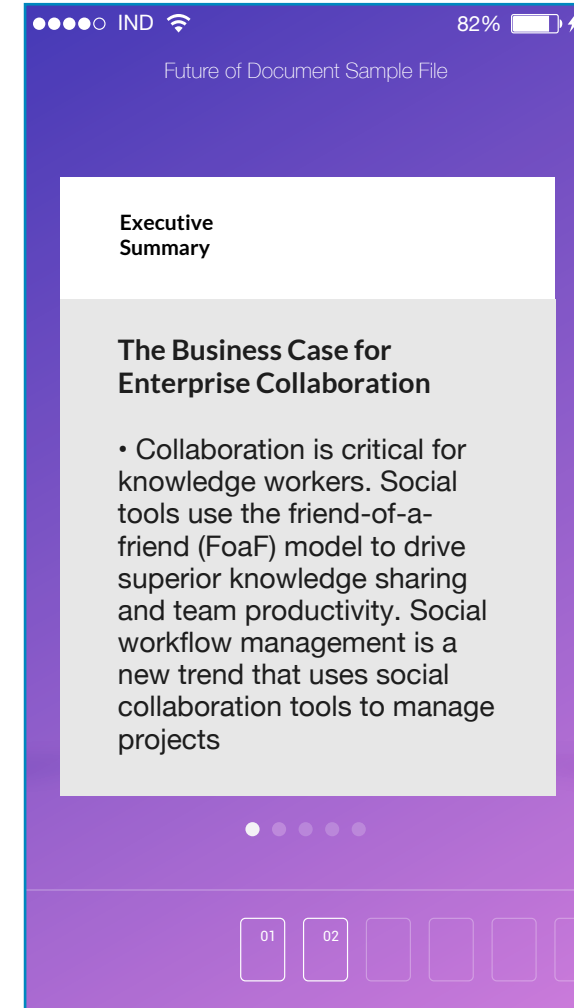 IND
82%
Future of Document Sample File
Executive
Summary
The Business Case for
Enterprise Collaboration
• Collaboration is critical for
knowledge workers. Social
tools use the friend-of-a-
friend (FoaF) model to drive
superior knowledge sharing
and team productivity. Social
workflow management is a
new trend that uses social
collaboration tools to manage
projects
01
02